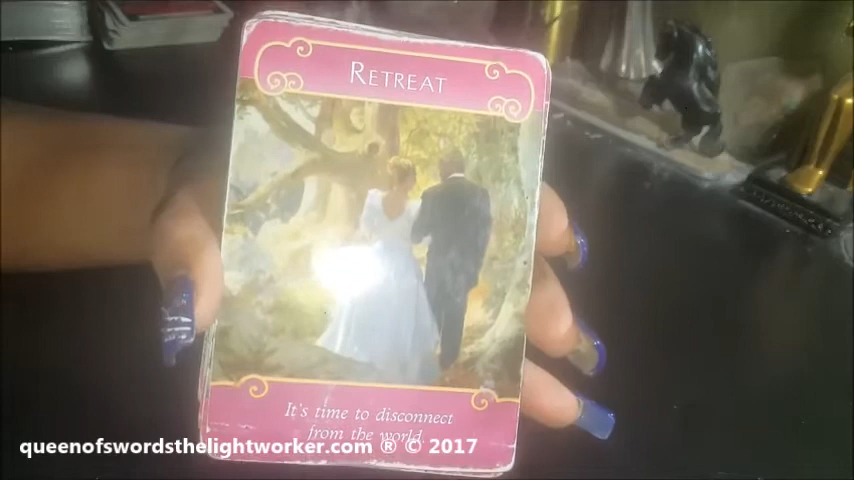 RETREAT
It's time to disconnect
from the world.
queenofswordsthelightworker.com ® © 2017